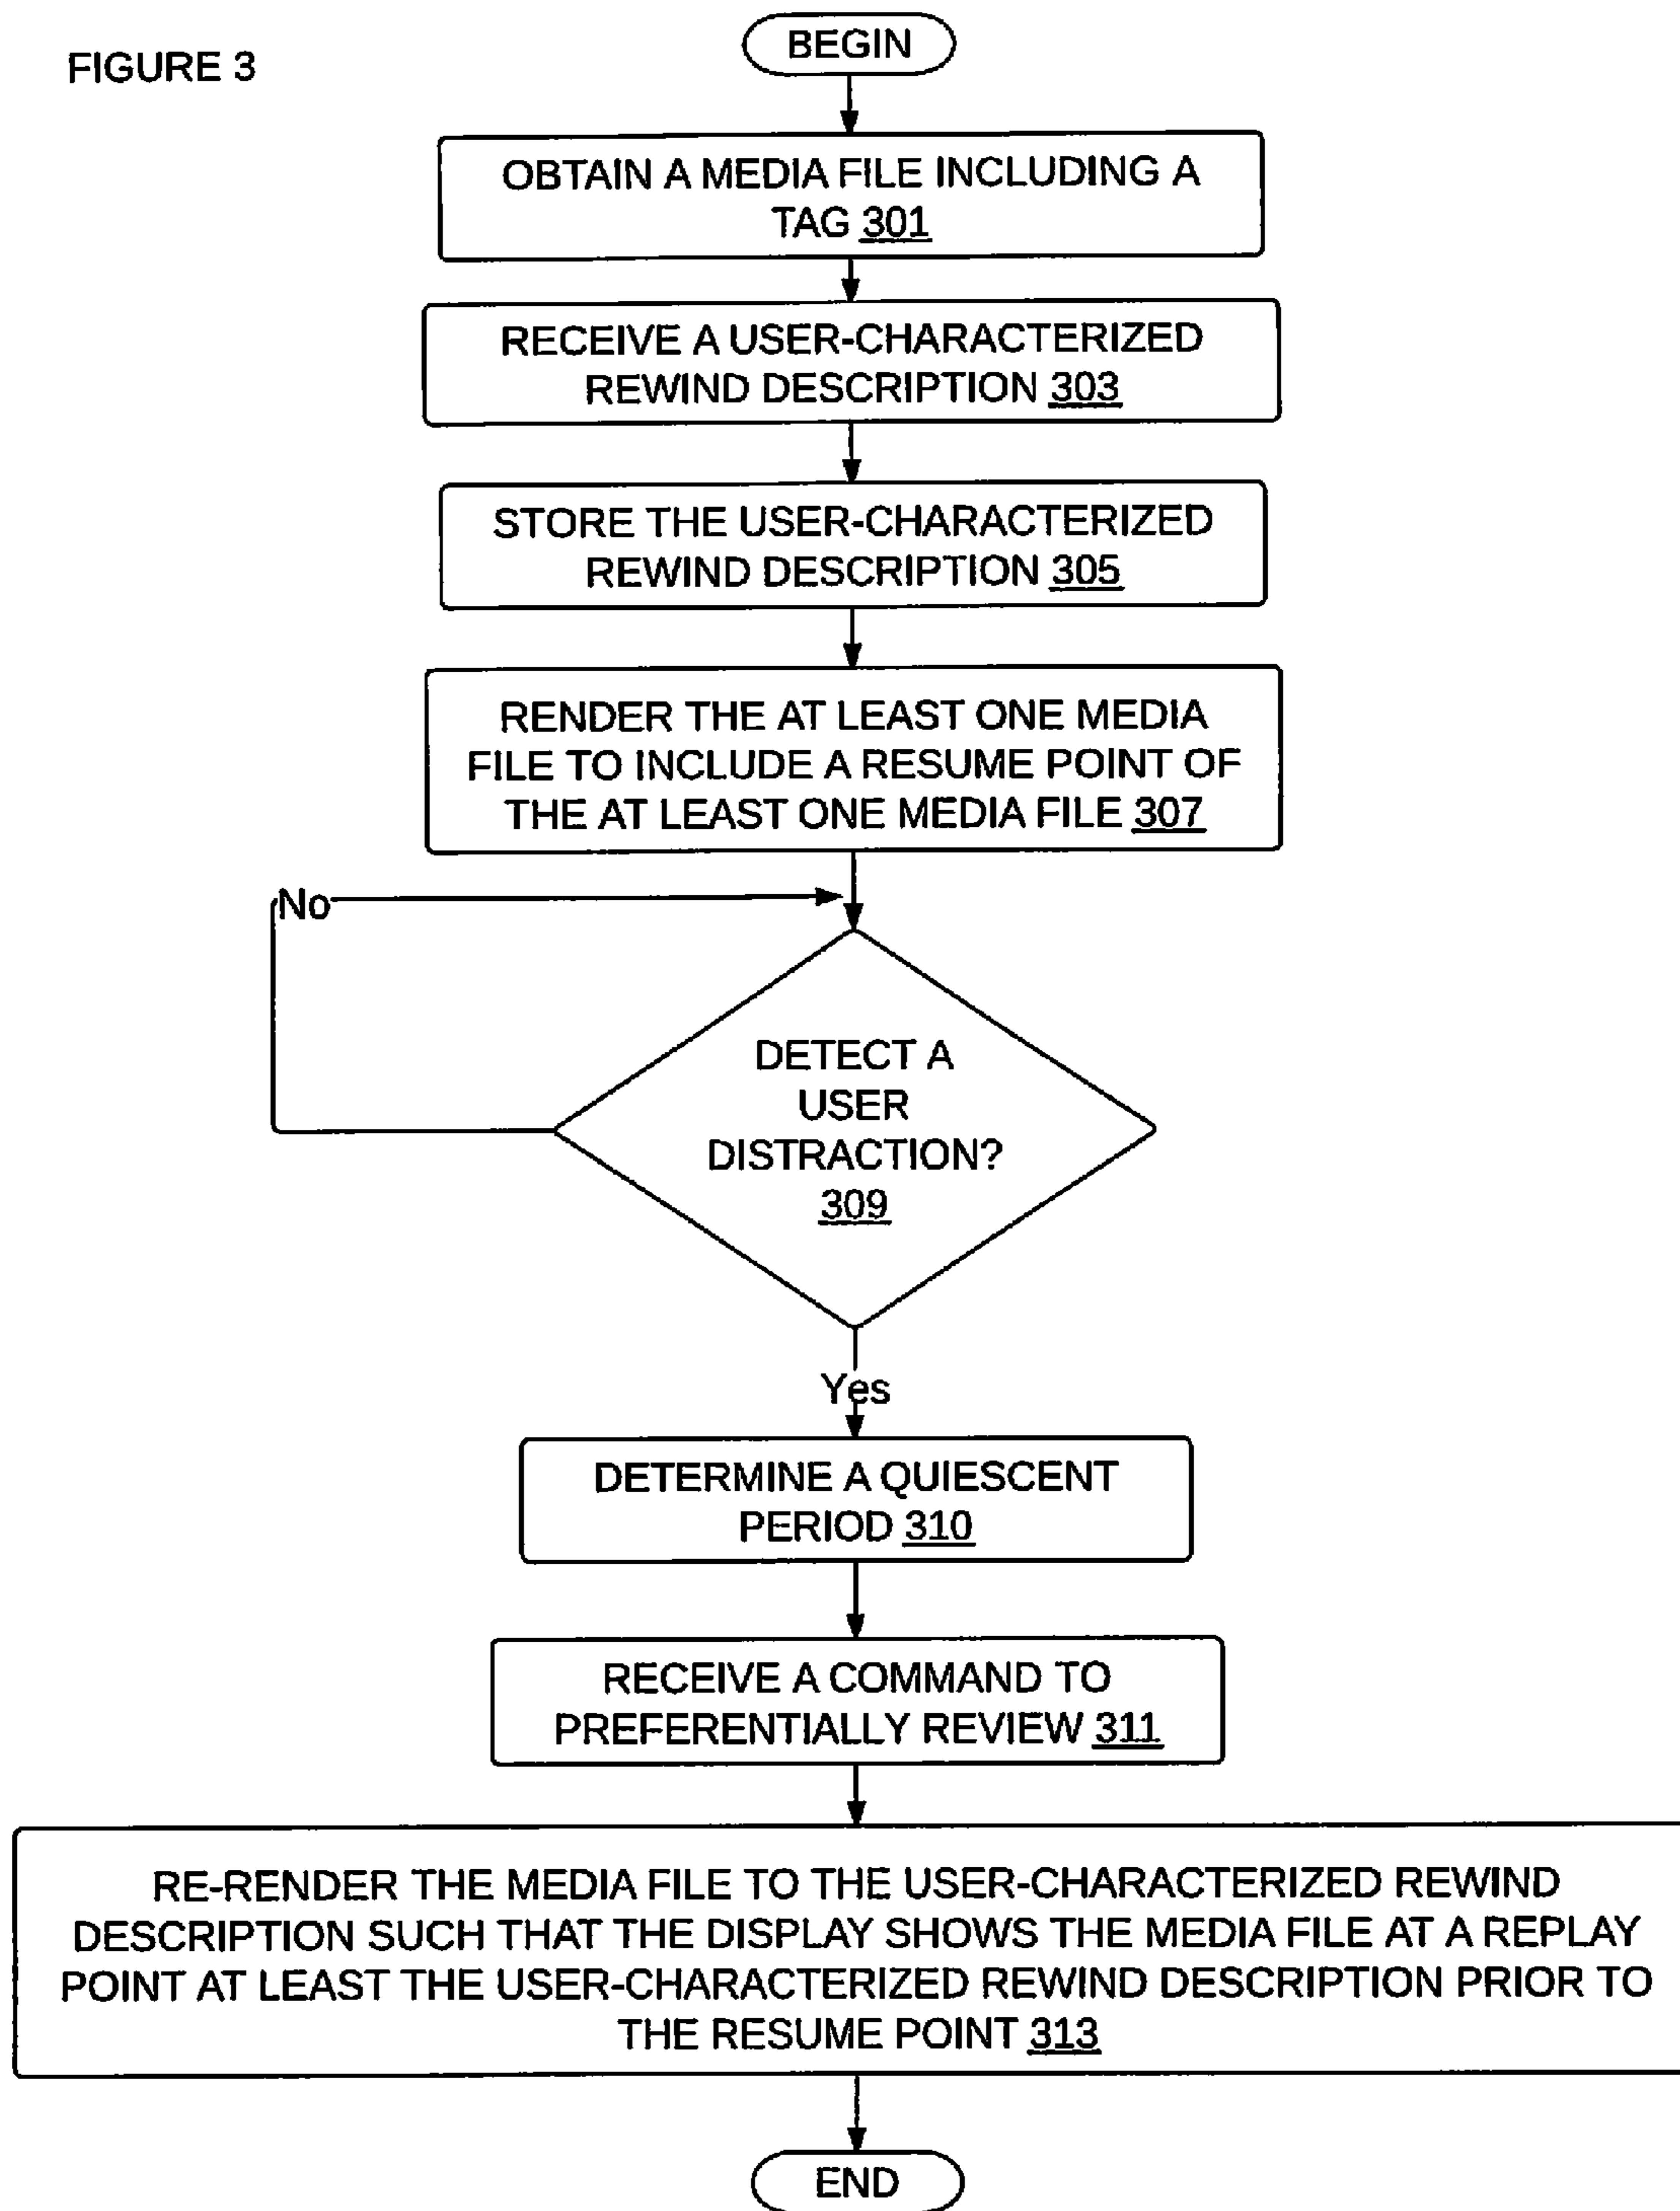 FIGURE 3
BEGIN
OBTAIN A MEDIA FILE INCLUDING A
TAG 301
RECEIVE A USER-CHARACTERIZED
REWIND DESCRIPTION 303
STORE THE USER-CHARACTERIZED
REWIND DESCRIPTION 305
RENDER THE AT LEAST ONE MEDIA
FILE TO INCLUDE A RESUME POINT OF
THE AT LEAST ONE MEDIA FILE 307
No
DETECT A
USER
DISTRACTION?
309
Yes
DETERMINE A QUIESCENT
PERIOD 310
RECEIVE A COMMAND TO
PREFERENTIALLY REVIEW 311
RE-RENDER THE MEDIA FILE TO THE USER-CHARACTERIZED REWIND
DESCRIPTION SUCH THAT THE DISPLAY SHOWS THE MEDIA FILE AT A REPLAY
POINT AT LEAST THE USER-CHARACTERIZED REWIND DESCRIPTION PRIOR TO
THE RESUME POINT 313
END